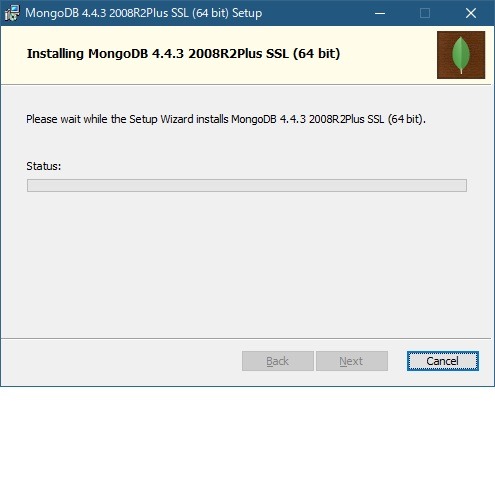 MongoDB 4.4.3 2008R2Plus SSL (64 bit) Setup
Installing MongoDB 4.4.3 2008R2Plus SSL (64 bit)
Please wait while the Setup Wizard installs MongoDB 4.4.3 2008R2Plus SSL (64 bit).
Status:
Back Next Cancel